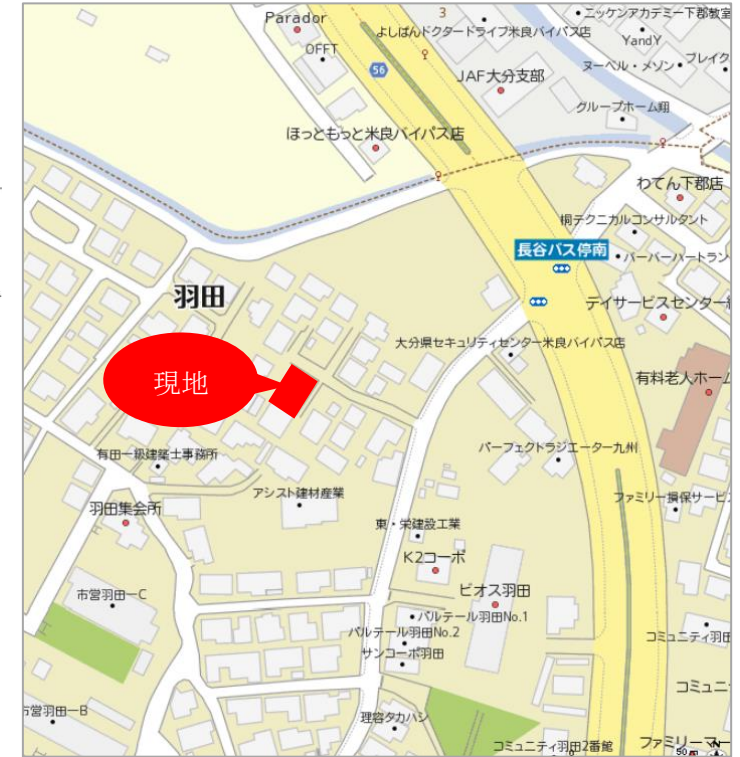 Parador
OFFT
3
よしばんドクタードライブ米良バイパス店
ニッケンアカデミー下郡教室
YandY
ヌーベル・メゾン
ブレイク
56
JAF大分支部
グループホーム翔
ほっともっと米良バイパス店
わてん下郡店
桐テクニカルコンサルタント
長谷バス停南
バーバーハートラン
羽田
デイサービスセンター
大分県セキュリティセンター米良バイパス店
現地
有料老人ホーム
有田一級建築士事務所
パーフェクトラジエーター九州
アシスト建材産業
ファミリー損保サービ
羽田集会所
東・栄建設工業
K2コーポ
市営羽田一C
ビオス羽田
パルテール羽田No.1
パルテール羽田No.2
コミュニティ羽田
サンコーポ羽田
コミュニ
市営羽田一B
理容タカハシ
コミュニティ羽田2番館
ファミリーマー
50